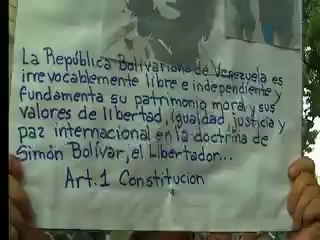 La República Bolivariana de Venezuela es
irrevocablemente libre e independiente y
fundamenta su patrimonio moral y sus
valores de libertad, igualdad, justicia y
paz internacional en la doctrina de
Simón Bolívar, el Libertador...
Art. 1 Constitucion